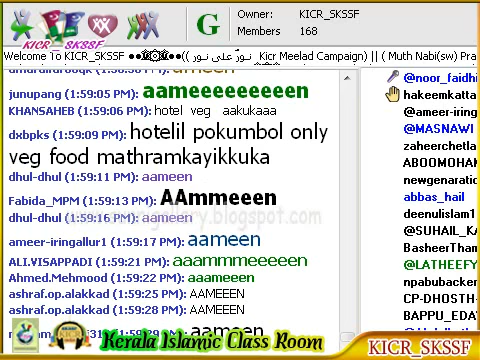 Owner: KICR_SKSSF
G
Members 168
KICR_SKSSF
Welcome To KICR_SKSSF ((نور على نور Kicr Meelad Campaign) || ( Muth Nabi(sw) Pra
junupang (1:59:05 PM): aameeeeeeeeeen
KHANSAHEB (1:59:06 PM): hotel veg aakukaaa
dxbpks (1:59:09 PM): hotelil pokumbol only
veg food mathramkayikkuka
dhul-dhul (1:59:11 PM): aameen
Fabida_MPM (1:59:13 PM): AAmmeeen
dhul-dhul (1:59:16 PM): aameen
ameer-iringallur1 (1:59:17 PM): aameen
ALI.VISAPPADI (1:59:21 PM): aaammmeeeeen
Ahmed.Mehmood (1:59:22 PM): aaameeen
ashraf.op.alakkad (1:59:25 PM): AAMEEEN
ashraf.op.alakkad (1:59:28 PM): AAMEEEN
aameen
@noor_faidhi
hakeemkatta
@ameer-iring
@MASNAWI
zaheerchetla
ABOOMOHAM
newgenaratio
abbas_hail
deenulislam1
@SUHAIL_KA
BasheerTham
@LATHEEFY
npabubacker
CP-DHOSTH-
BAPPU_EDAY
Kerala Islamic Class Room
KICR_SKSSF